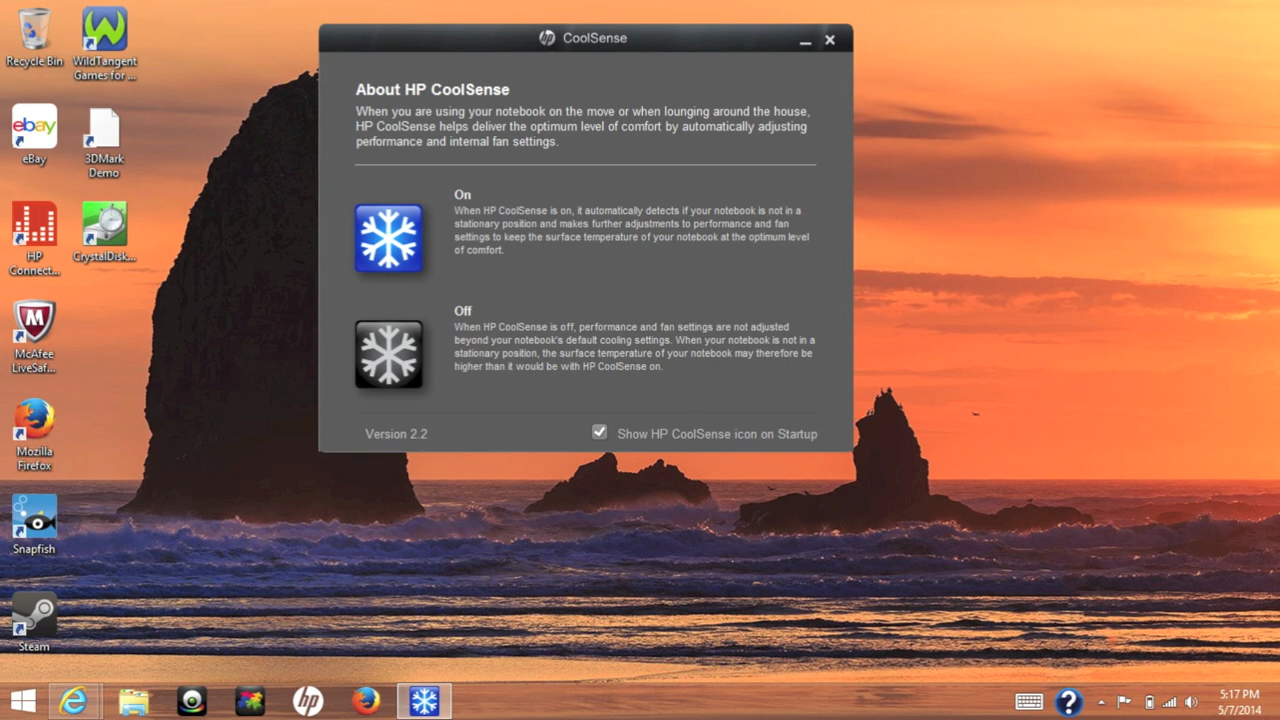 Recycle Bin
WildTangent
Games for ...
ebay
eBay
3DMark
Demo
HP
Connect...
CrystalDisk...
M
McAfee
LiveSaf...
Mozilla
Firefox
Snapfish
Steam
hp CoolSense
About HP CoolSense
When you are using your notebook on the move or when lounging around the house,
HP CoolSense helps deliver the optimum level of comfort by automatically adjusting
performance and internal fan settings.
On
When HP CoolSense is on, it automatically detects if your notebook is not in a
stationary position and makes further adjustments to performance and fan
settings to keep the surface temperature of your notebook at the optimum level
of comfort.
Off
When HP CoolSense is off, performance and fan settings are not adjusted
beyond your notebook's default cooling settings. When your notebook is not in a
stationary position, the surface temperature of your notebook may therefore be
higher than it would be with HP CoolSense on.
Version 2.2
Show HP CoolSense icon on Startup
hp
?
5:17 PM
5/7/2014